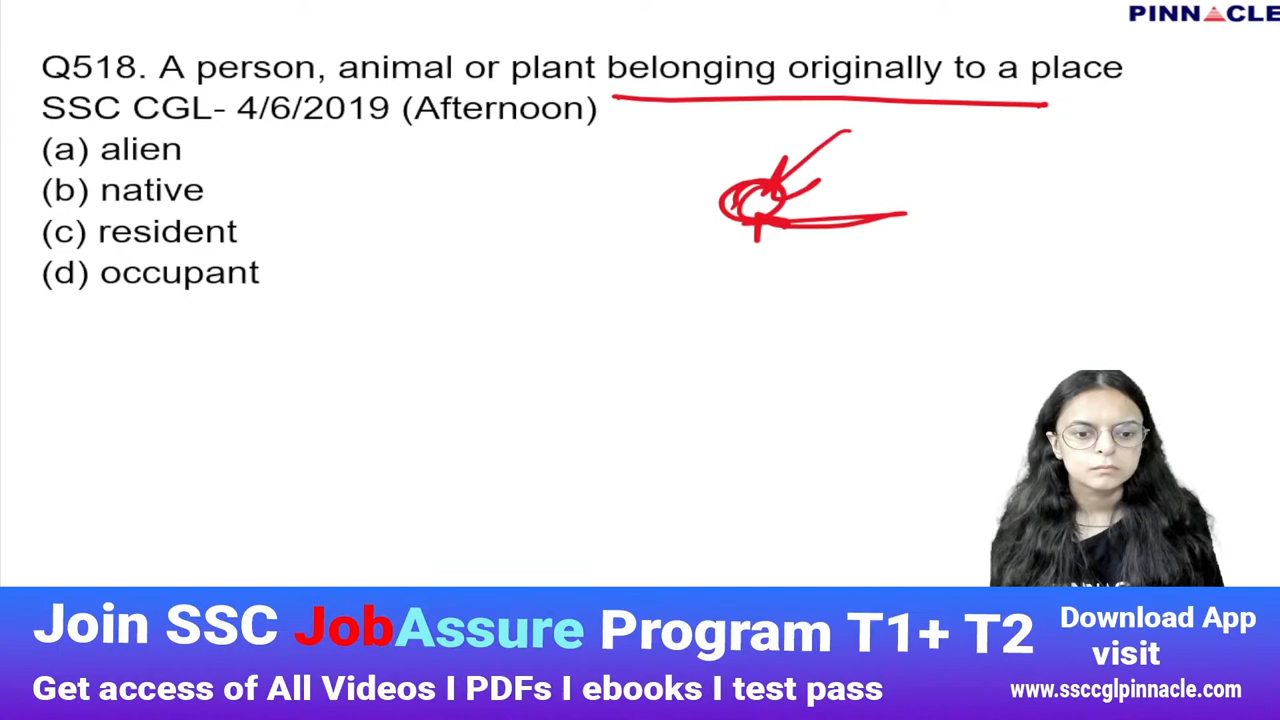 PINNACLE
Q518. A person, animal or plant belonging originally to a place
SSC CGL- 4/6/2019 (Afternoon)
(a) alien
(b) native
(c) resident
(d) occupant
Join SSC JobAssure Program T1+ T2
Get access of All Videos I PDFs I ebooks I test pass
Download App
visit
www.ssccglpinnacle.com